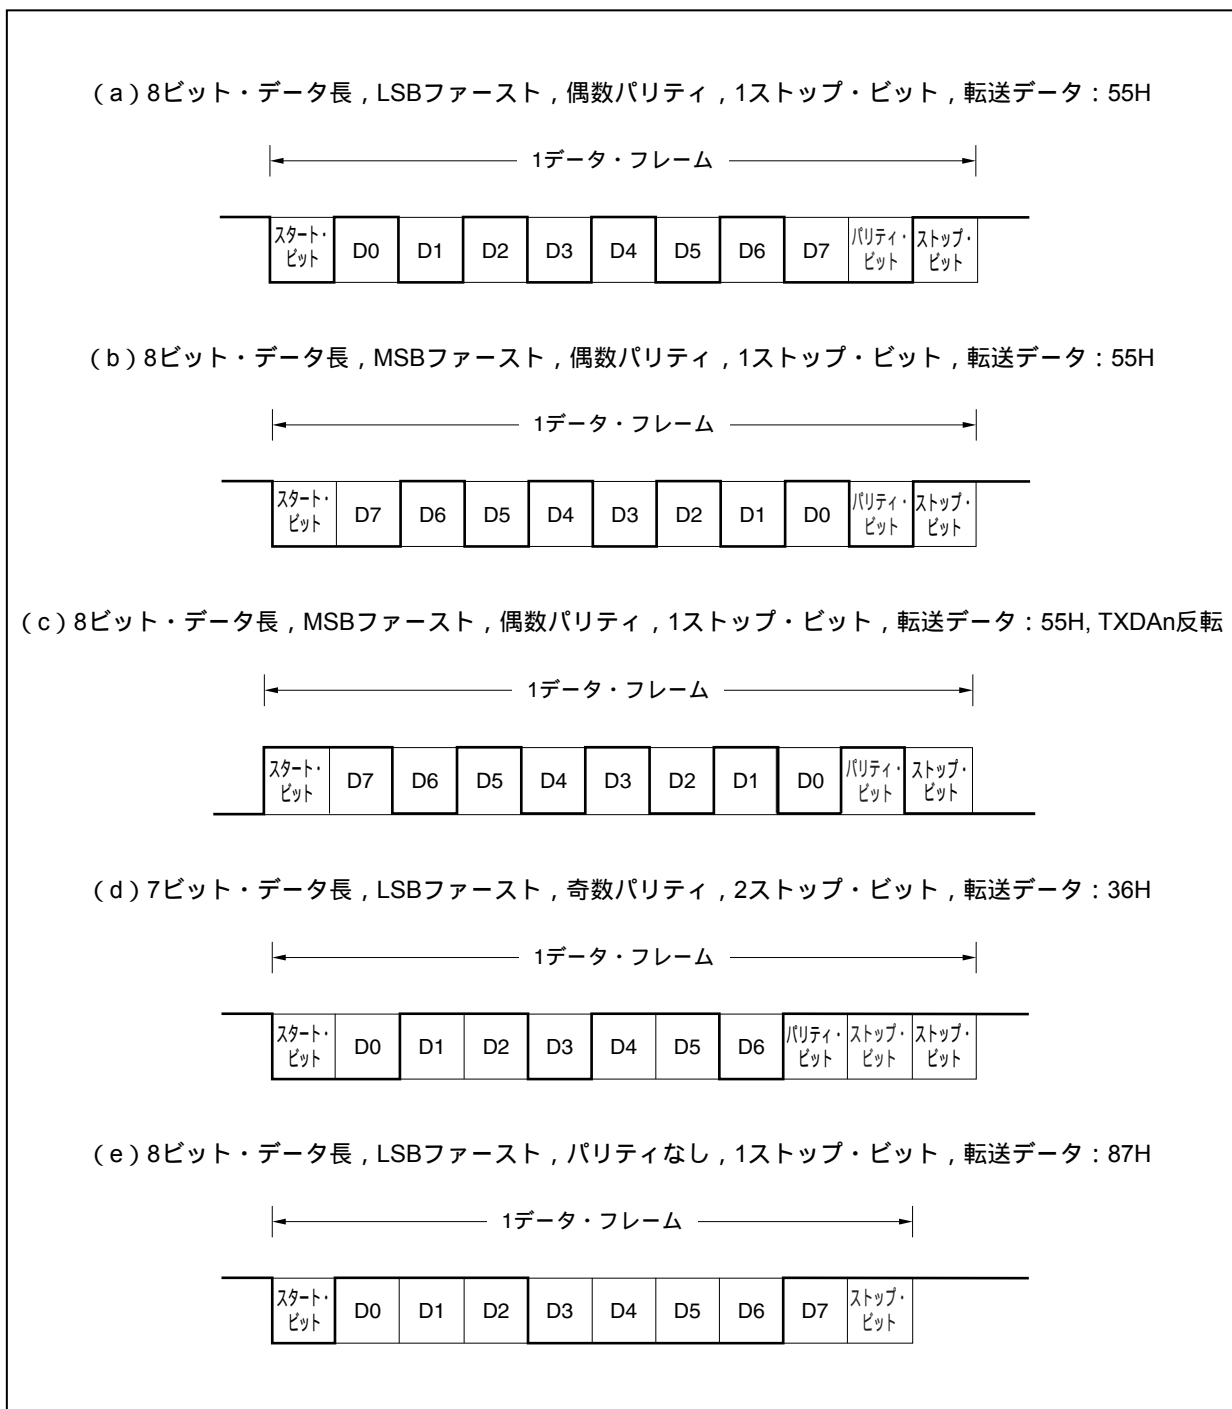 (a)8ビット・データ長,LSBファースト,偶数パリティ,1ストップ・ビット,転送データ:55H
1データ・フレーム
スタート・ビット D0 D1 D2 D3 D4 D5 D6 D7 パリティ・ビット ストップ・ビット
(b)8ビット・データ長,MSBファースト,偶数パリティ,1ストップ・ビット,転送データ:55H
1データ・フレーム
スタート・ビット D7 D6 D5 D4 D3 D2 D1 D0 パリティ・ビット ストップ・ビット
(c)8ビット・データ長,MSBファースト,偶数パリティ,1ストップ・ビット,転送データ:55H, TXDAn反転
1データ・フレーム
スタート・ビット D7 D6 D5 D4 D3 D2 D1 D0 パリティ・ビット ストップ・ビット
(d)7ビット・データ長,LSBファースト,奇数パリティ,2ストップ・ビット,転送データ:36H
1データ・フレーム
スタート・ビット D0 D1 D2 D3 D4 D5 D6 パリティ・ビット ストップ・ビット ストップ・ビット
(e)8ビット・データ長,LSBファースト,パリティなし,1ストップ・ビット,転送データ:87H
1データ・フレーム
スタート・ビット D0 D1 D2 D3 D4 D5 D6 D7 ストップ・ビット